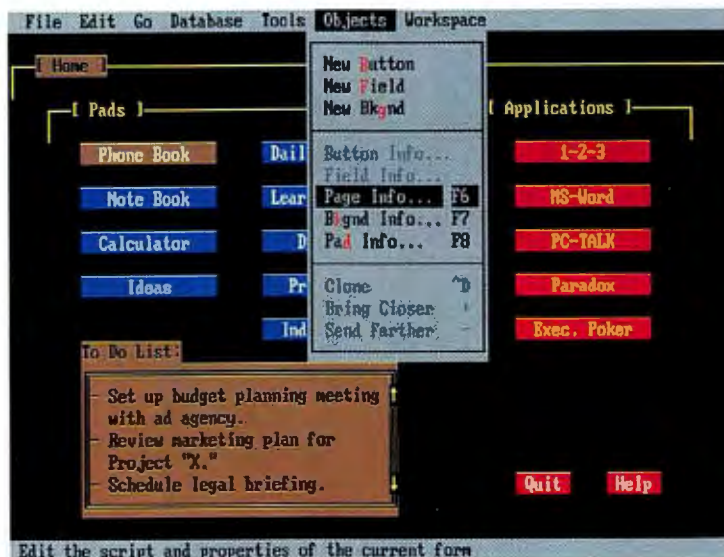 File Edit Go Database Tools Objects Workspace
[ Home ]
[ Pads ]
Phone Book
Note Book
Calculator
Ideas
Dail
Lear
D
Pr
Ind
New Button
New Field
New Bkgnd
Button Info...
Field Info...
Page Info... F6
Bkgnd Info... F7
Pad Info... F8
Clone ^D
Bring Closer +
Send Farther -
[ Applications ]
1-2-3
MS-Word
PC-TALK
Paradox
Exec. Poker
To Do List:
- Set up budget planning meeting
with ad agency.
- Review marketing plan for
Project "X."
- Schedule legal briefing.
Quit Help
Edit the script and properties of the current form